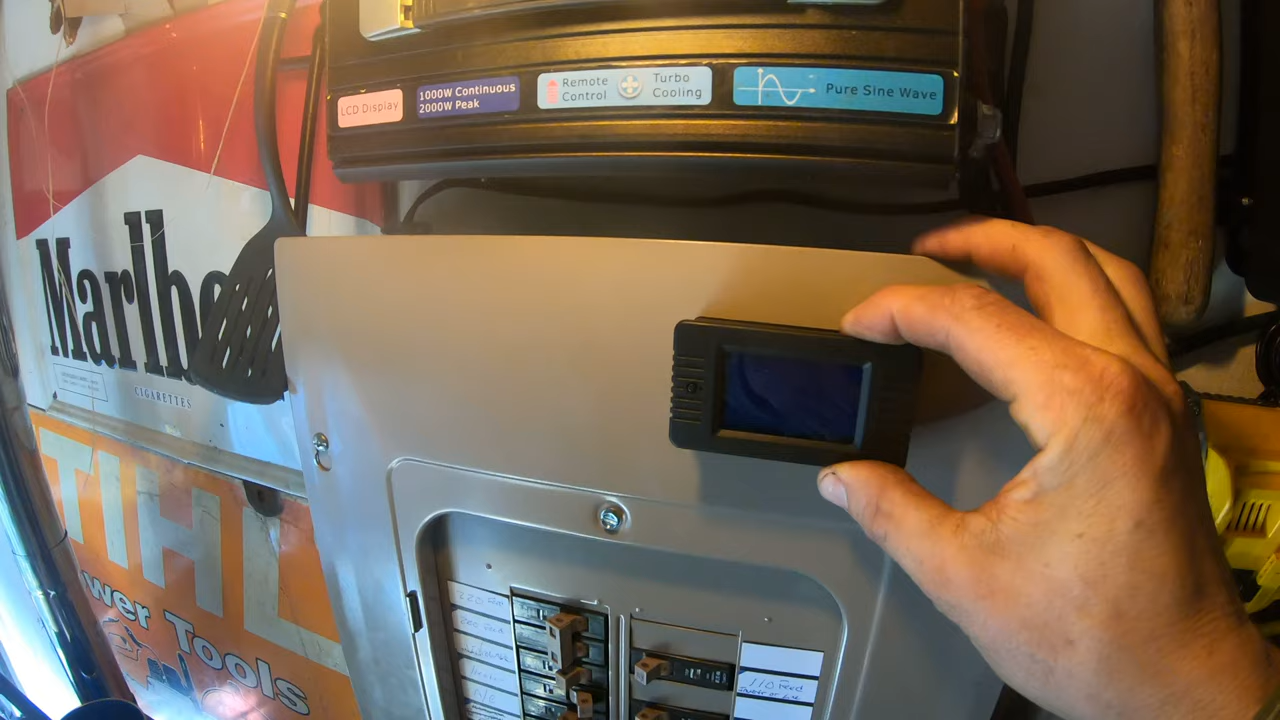 LCD Display
1000W Continuous
2000W Peak
Remote
Control
Turbo
Cooling
Pure Sine Wave
Marlbo
CIGARETTES
TIHL
wer Tools
110 Feed